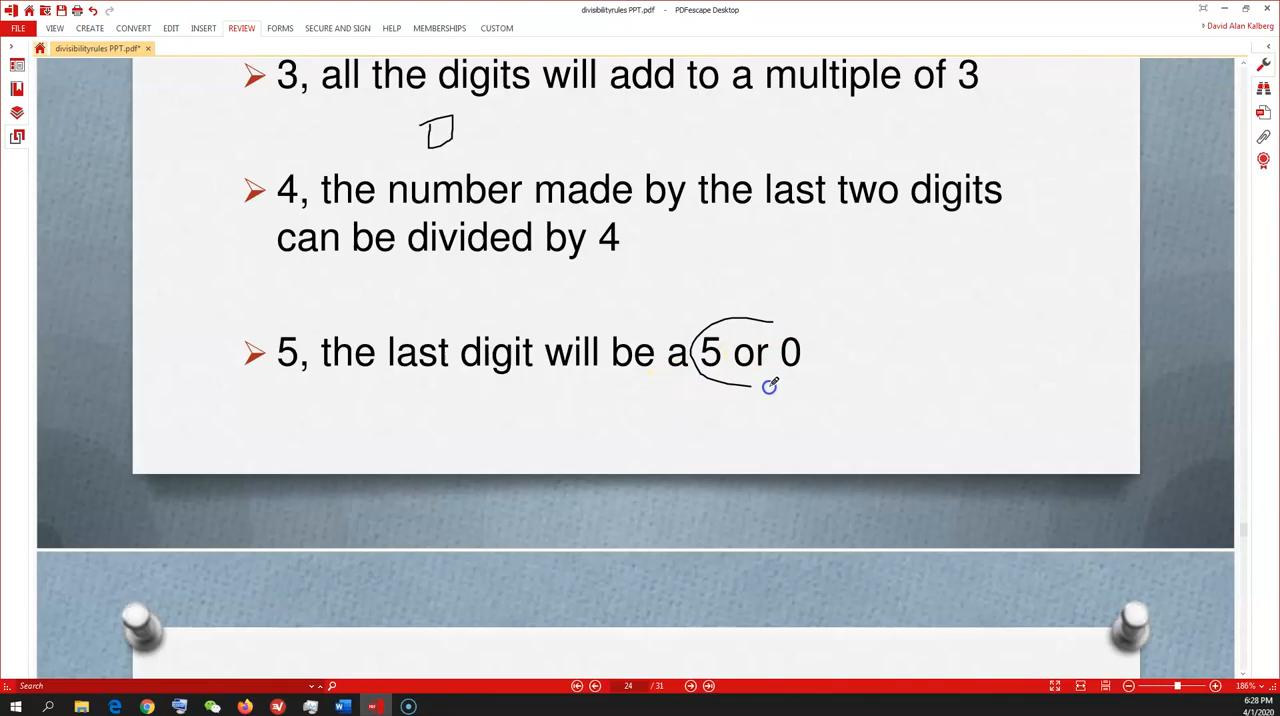 divisibilityrules PPT.pdf* - PDFescape Desktop
David Alan Kalberg
FILE VIEW CREATE CONVERT EDIT INSERT REVIEW FORMS SECURE AND SIGN HELP MEMBERSHIPS CUSTOM
divisibilityrules PPT.pdf* ×
3, all the digits will add to a multiple of 3
4, the number made by the last two digits
can be divided by 4
5, the last digit will be a 5 or 0
Search
24 / 31
186%
6:28 PM
4/1/2020